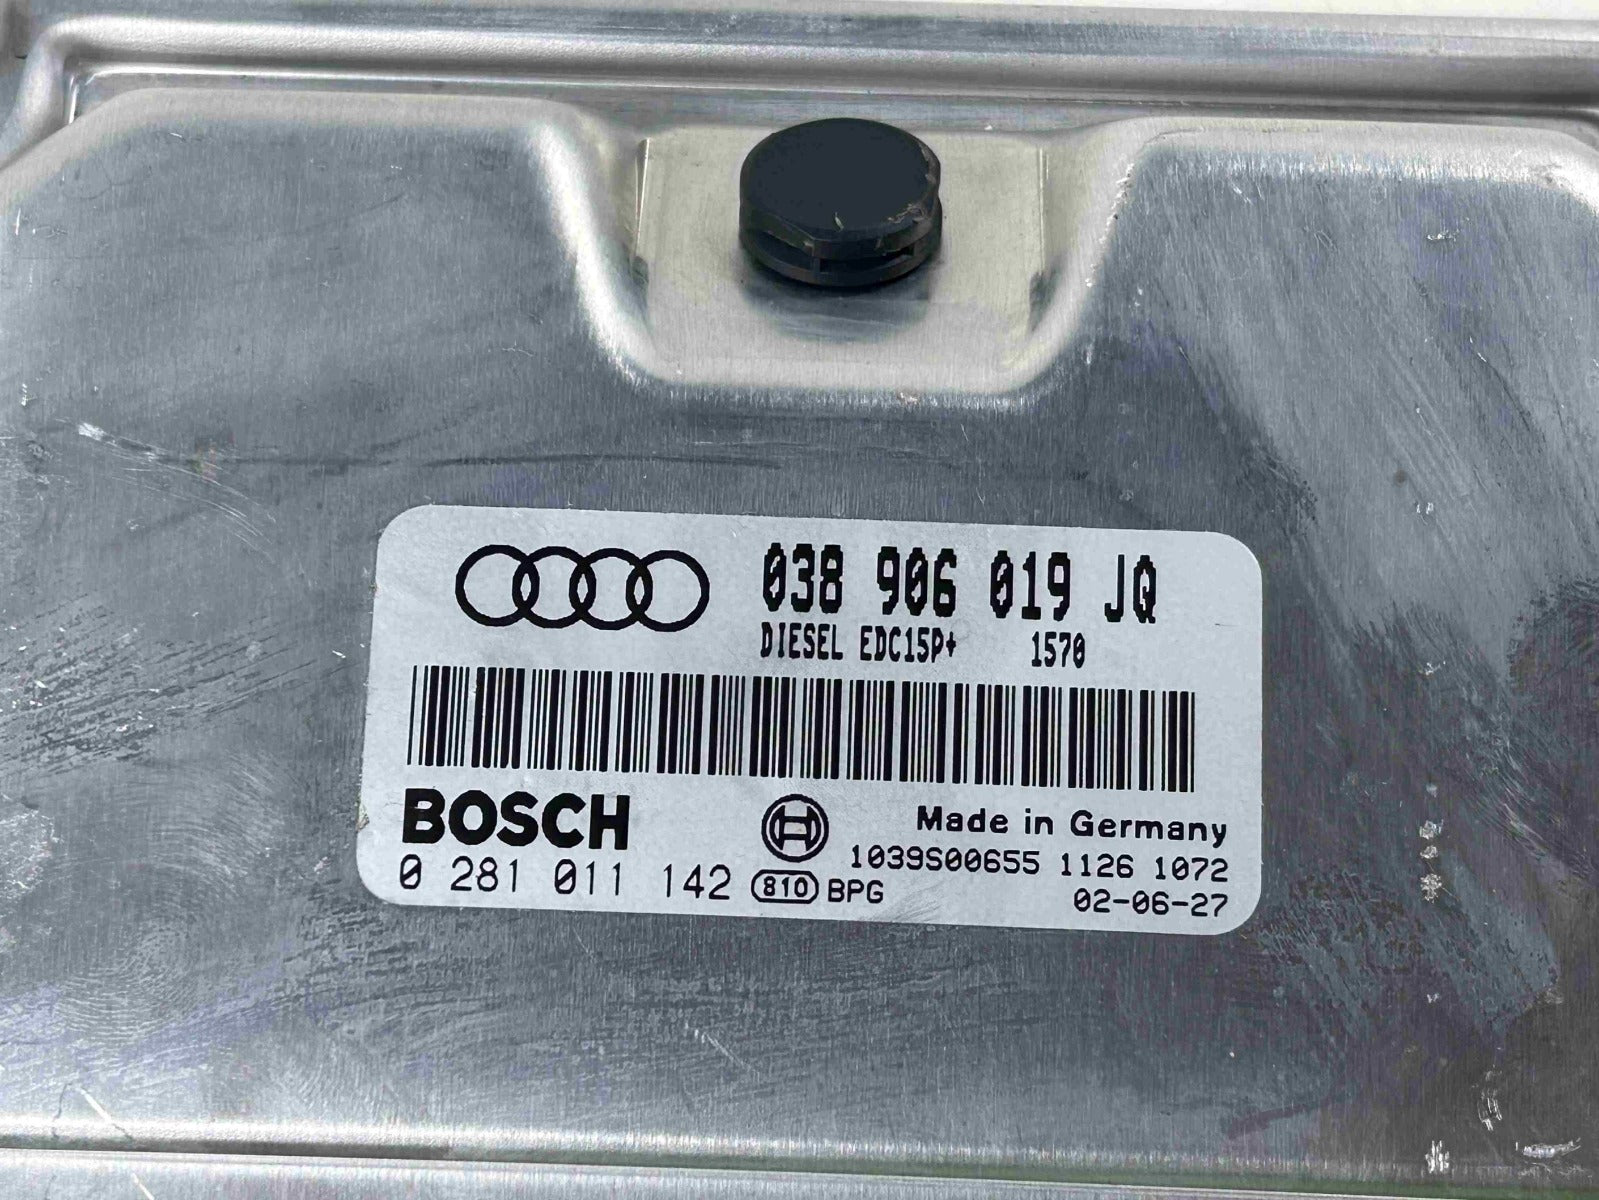 038 906 019 JQ
DIESEL EDC15P+ 1570
BOSCH
Made in Germany
1039S00655 1126 1072
0 281 011 142 810 BPG
02-06-27